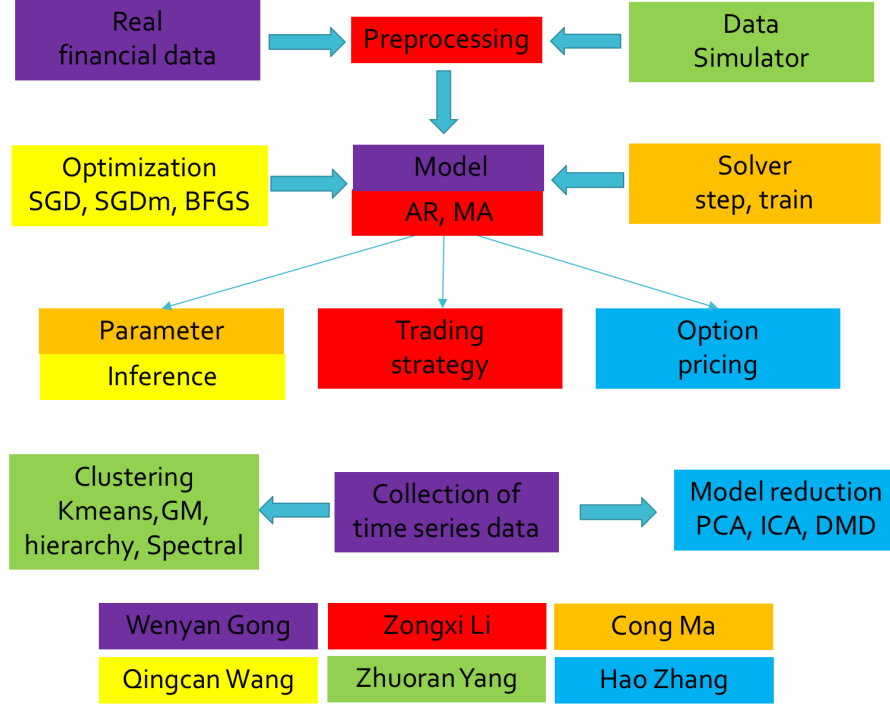 Real
financial data
Preprocessing
Data
Simulator
Optimization
SGD, SGDm, BFGS
Model
AR, MA
Solver
step, train
Parameter
Inference
Trading
strategy
Option
pricing
Clustering
Kmeans,GM,
hierarchy, Spectral
Collection of
time series data
Model reduction
PCA, ICA, DMD
Wenyan Gong
Zongxi Li
Cong Ma
Qingcan Wang
Zhuoran Yang
Hao Zhang